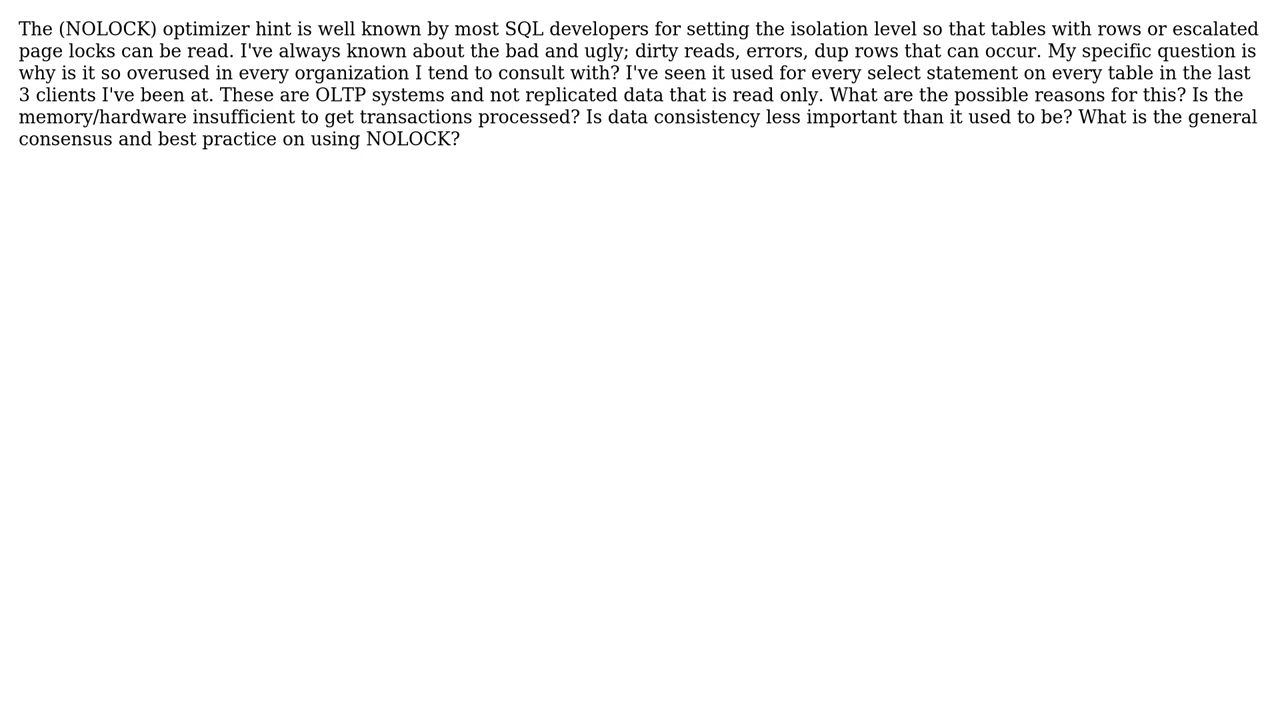 The (NOLOCK) optimizer hint is well known by most SQL developers for setting the isolation level so that tables with rows or escalated
page locks can be read. I've always known about the bad and ugly; dirty reads, errors, dup rows that can occur. My specific question is
why is it so overused in every organization I tend to consult with? I've seen it used for every select statement on every table in the last
3 clients I've been at. These are OLTP systems and not replicated data that is read only. What are the possible reasons for this? Is the
memory/hardware insufficient to get transactions processed? Is data consistency less important than it used to be? What is the general
consensus and best practice on using NOLOCK?